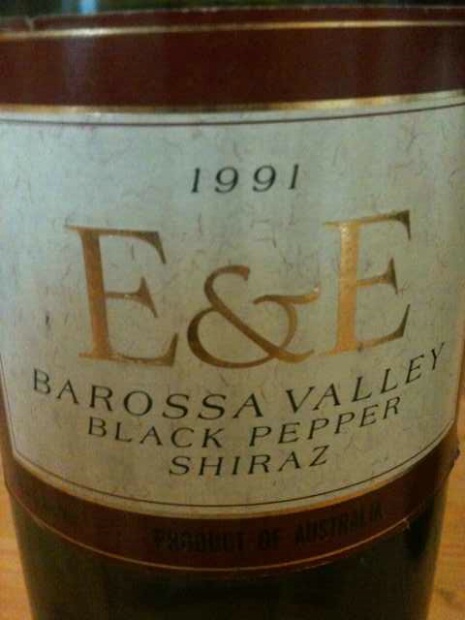 1991
E&E
BAROSSA VALLEY
BLACK PEPPER
SHIRAZ
PRODUCT OF AUSTRALIA